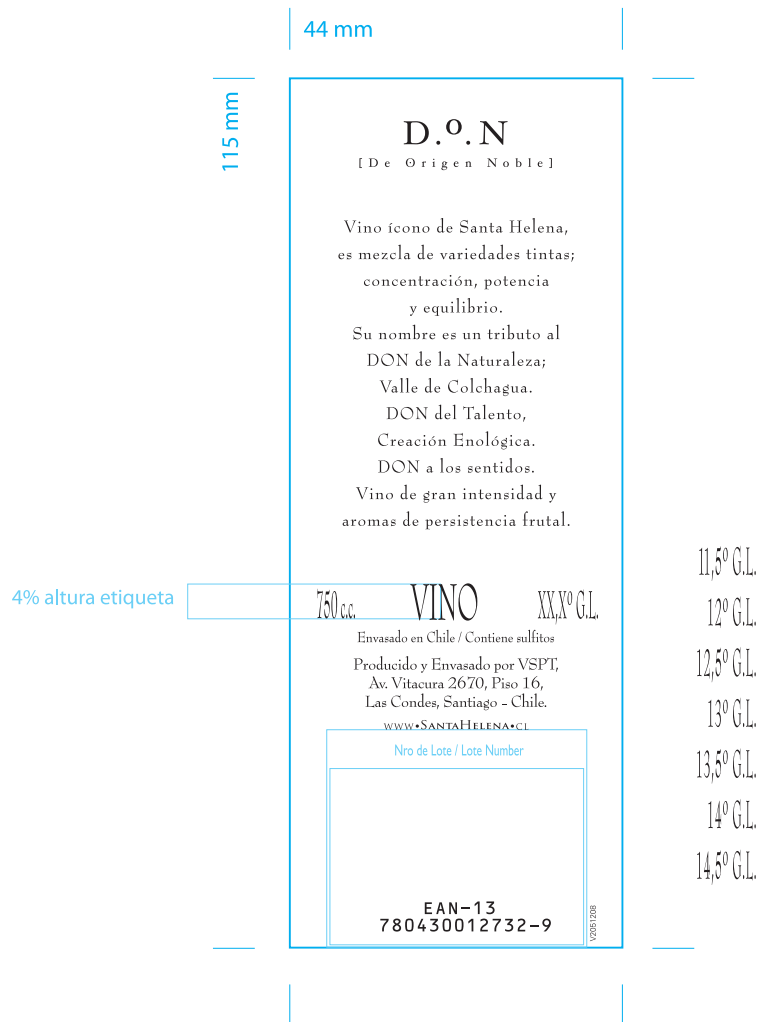 44 mm
115 mm
D.º.N
[De Origen Noble]
Vino ícono de Santa Helena,
es mezcla de variedades tintas;
concentración, potencia
y equilibrio.
Su nombre es un tributo al
DON de la Naturaleza;
Valle de Colchagua.
DON del Talento,
Creación Enológica.
DON a los sentidos.
Vino de gran intensidad y
aromas de persistencia frutal.
4% altura etiqueta
750 c.c. VINO XX,Xº G.L.
Envasado en Chile / Contiene sulfitos
Producido y Envasado por VSPT,
Av. Vitacura 2670, Piso 16,
Las Condes, Santiago - Chile.
WWW•SANTAHELENA•CL
Nro de Lote / Lote Number
EAN-13
780430012732-9
V2051208
11,5º G.L.
12º G.L.
12,5º G.L.
13º G.L.
13,5º G.L.
14º G.L.
14,5º G.L.